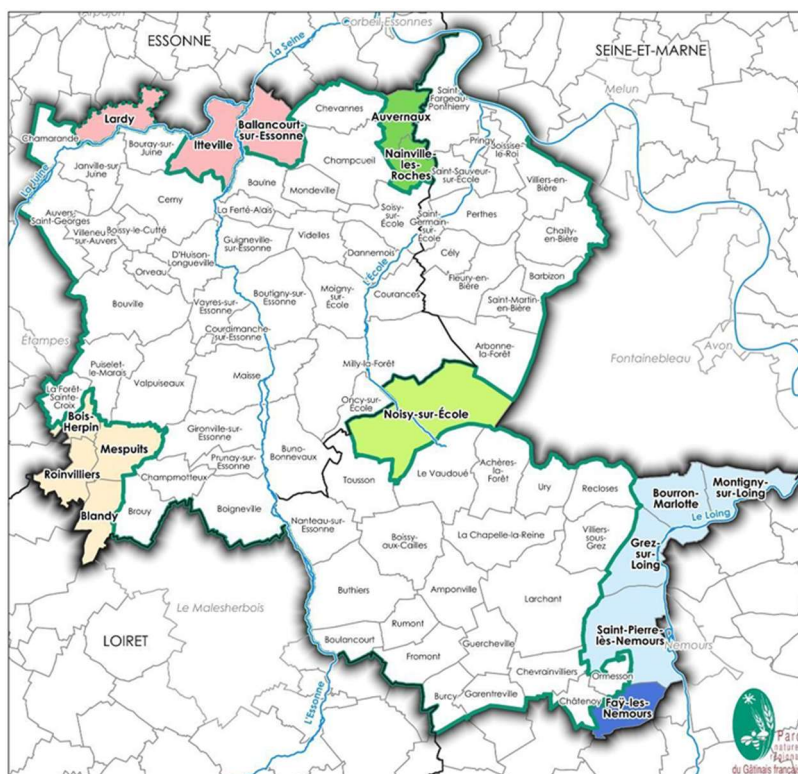 Arpajon
ESSONNE
La Seine
Corbeil Essonnes
SEINE-ET-MARNE
Melun
Lardy
Chamarande
Itteville
Ballancourt-
sur-Essonne
Chevannes
Auvernaux
Saint-
Fargeau-
Ponthierry
Bouray-sur-
Juine
Nainville-
les-
Roches
Pringy
Boissise-
le-Roi
La Juine
Janville-sur
Juine
Cerny
Baulne
Champcueil
Mondeville
Saint-Sauveur-
sur-École
Villiers-en-
Bière
Auvers-
Saint-Georges
Villeneuve
sur-Auvers
Boissy-le-Cutté
La Ferté-Alais
Soisy-
sur-
École
Saint-
Germain-
sur-
École
Perthes
Chailly-
en-Bière
D'Huison-
Longueville
Guigneville-
sur-Essonne
Videlles
Dannemois
Cély
Orveau
L'École
Fleury-en-
Bière
Barbizon
Bouville
Vayres-sur-
Essonne
Boutigny-sur-
Essonne
Moigny-
sur-
École
Courances
Saint-Martin-
en-Bière
Courdimanche
-sur-Essonne
Étampes
Arbonne-
la-Forêt
Avon
Fontainebleau
Puiselet-
le-Marais
Valpuiseaux
Maisse
Milly-la-Forêt
La Forêt-
Sainte-
Croix
Oncy-sur-
École
Noisy-sur-École
Bois-
Herpin
Mespuits
Gironville-sur-
Essonne
Roinvilliers
Prunay-sur-
Essonne
Buno-
Bonnevaux
Champmotteux
Tousson
Le Vaudoué
Achères-
la-
Forêt
Ury
Recloses
Bourron-
Marlotte
Montigny-
sur-Loing
Blandy
Brouy
Boigneville
Nanteau-sur-
Essonne
Le Loing
Boissy-
aux-Cailles
La Chapelle-la-Reine
Villiers-
sous-
Grez
Grez-
sur-
Loing
Le Malesherbois
Buthiers
Amponville
Larchant
LOIRET
Rumont
Boulancourt
Guercheville
Saint-Pierre-
lès-Nemours
Nemours
Fromont
Chevrainvilliers
Ormesson
L'Essonne
Burcy
Garentreville
Châtenoy
Faÿ-les-
Nemours
Parc
naturel
régional
du Gâtinais français